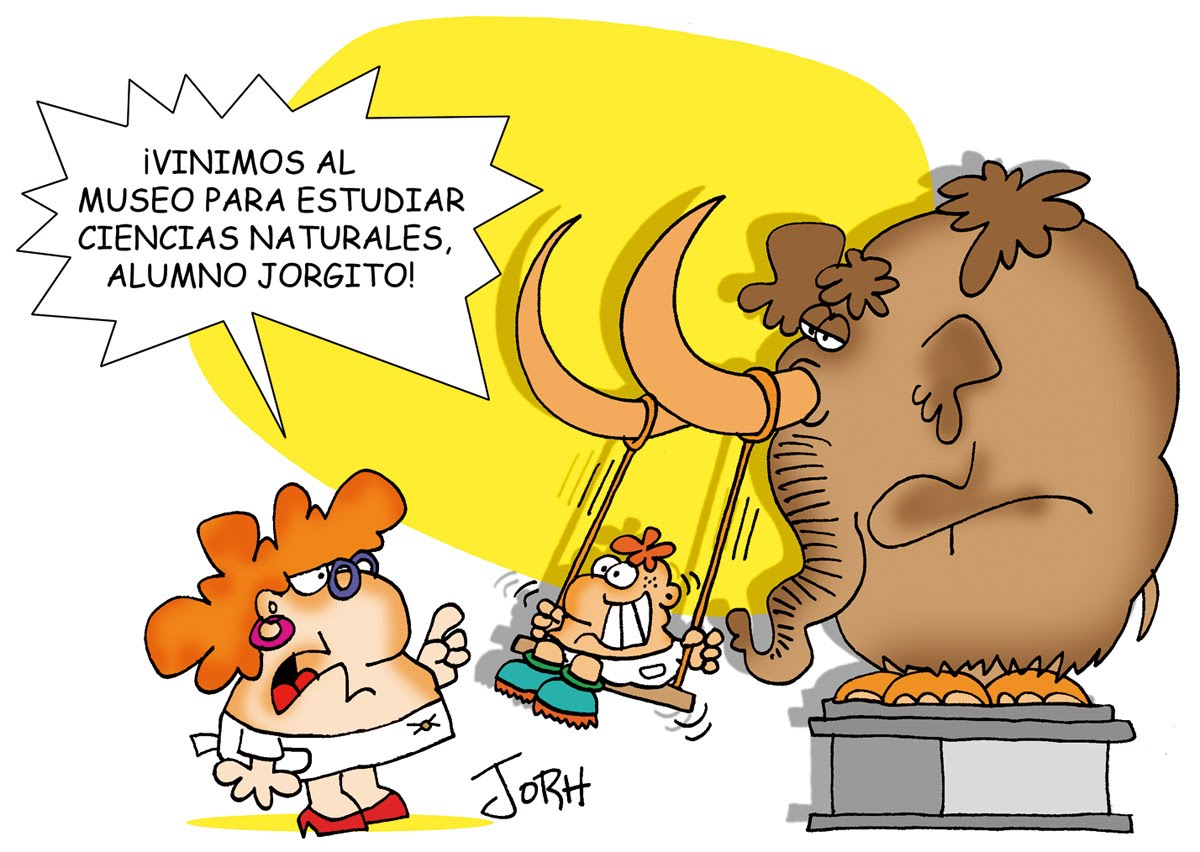 ¡VINIMOS AL
MUSEO PARA ESTUDIAR
CIENCIAS NATURALES,
ALUMNO JORGITO!
JORH